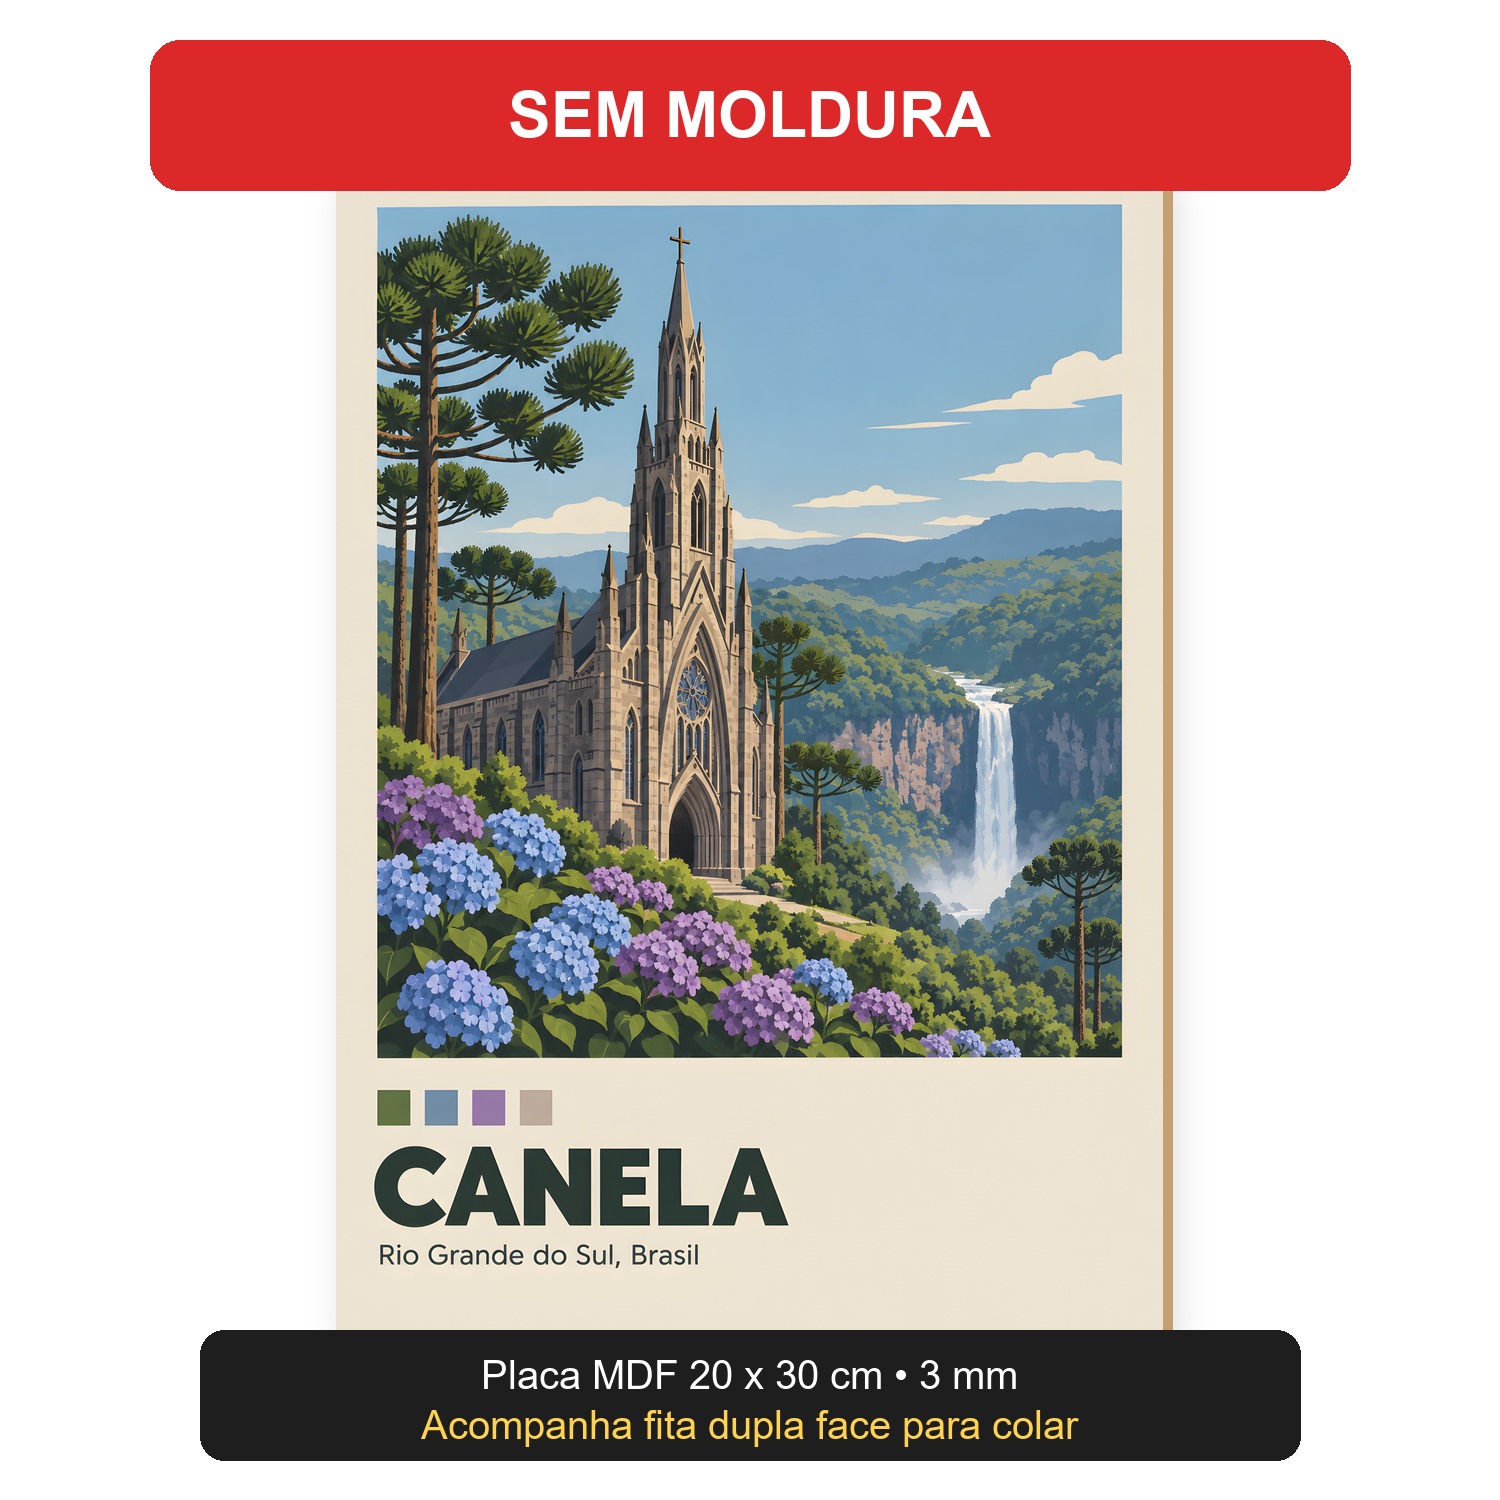 SEM MOLDURA
CANELA
Rio Grande do Sul, Brasil
Placa MDF 20 x 30 cm • 3 mm
Acompanha fita dupla face para colar